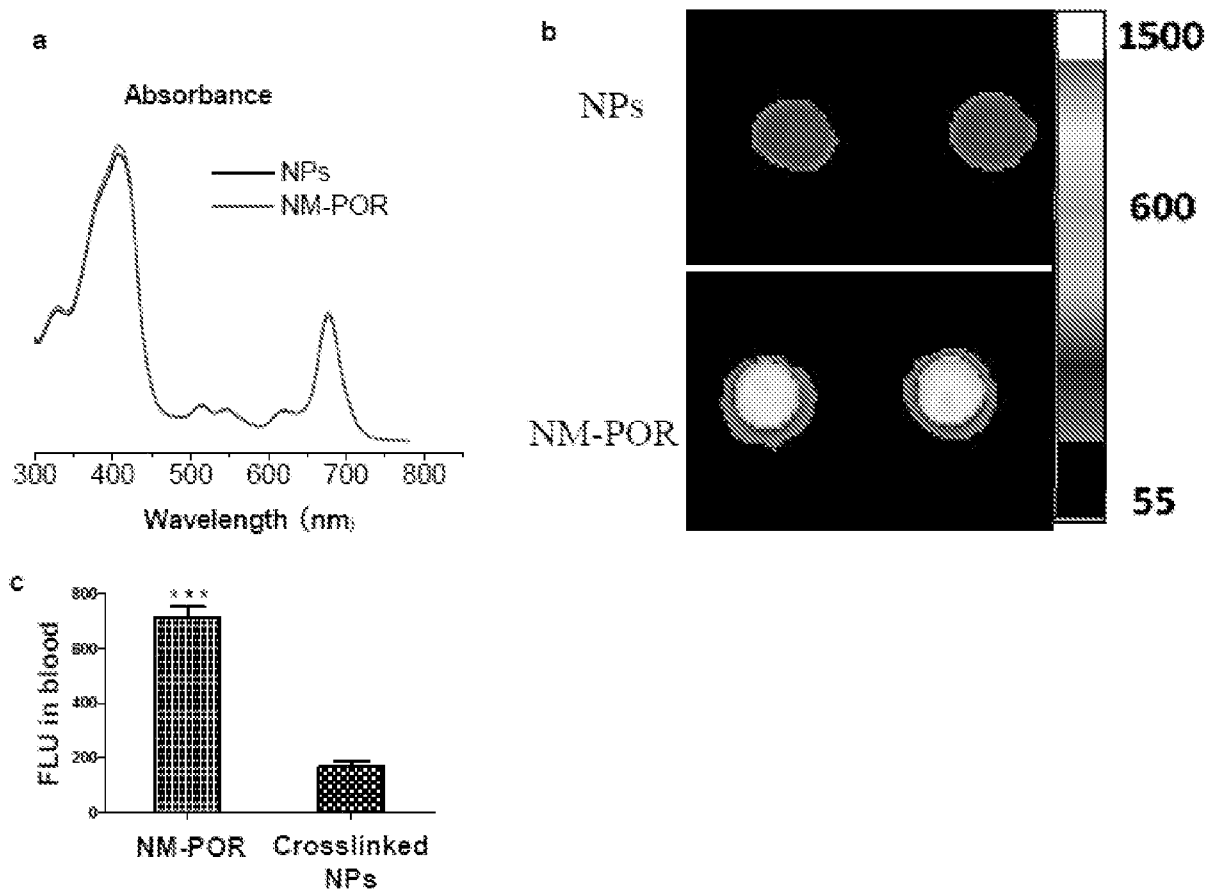 a
Absorbance
NPs
NM-POR
300 400 500 600 700 800
Wavelength (nm)
b
NPs
NM-POR
1500
600
55
c
***
FLU in blood
800
600
400
200
0
NM-POR
Crosslinked
NPs